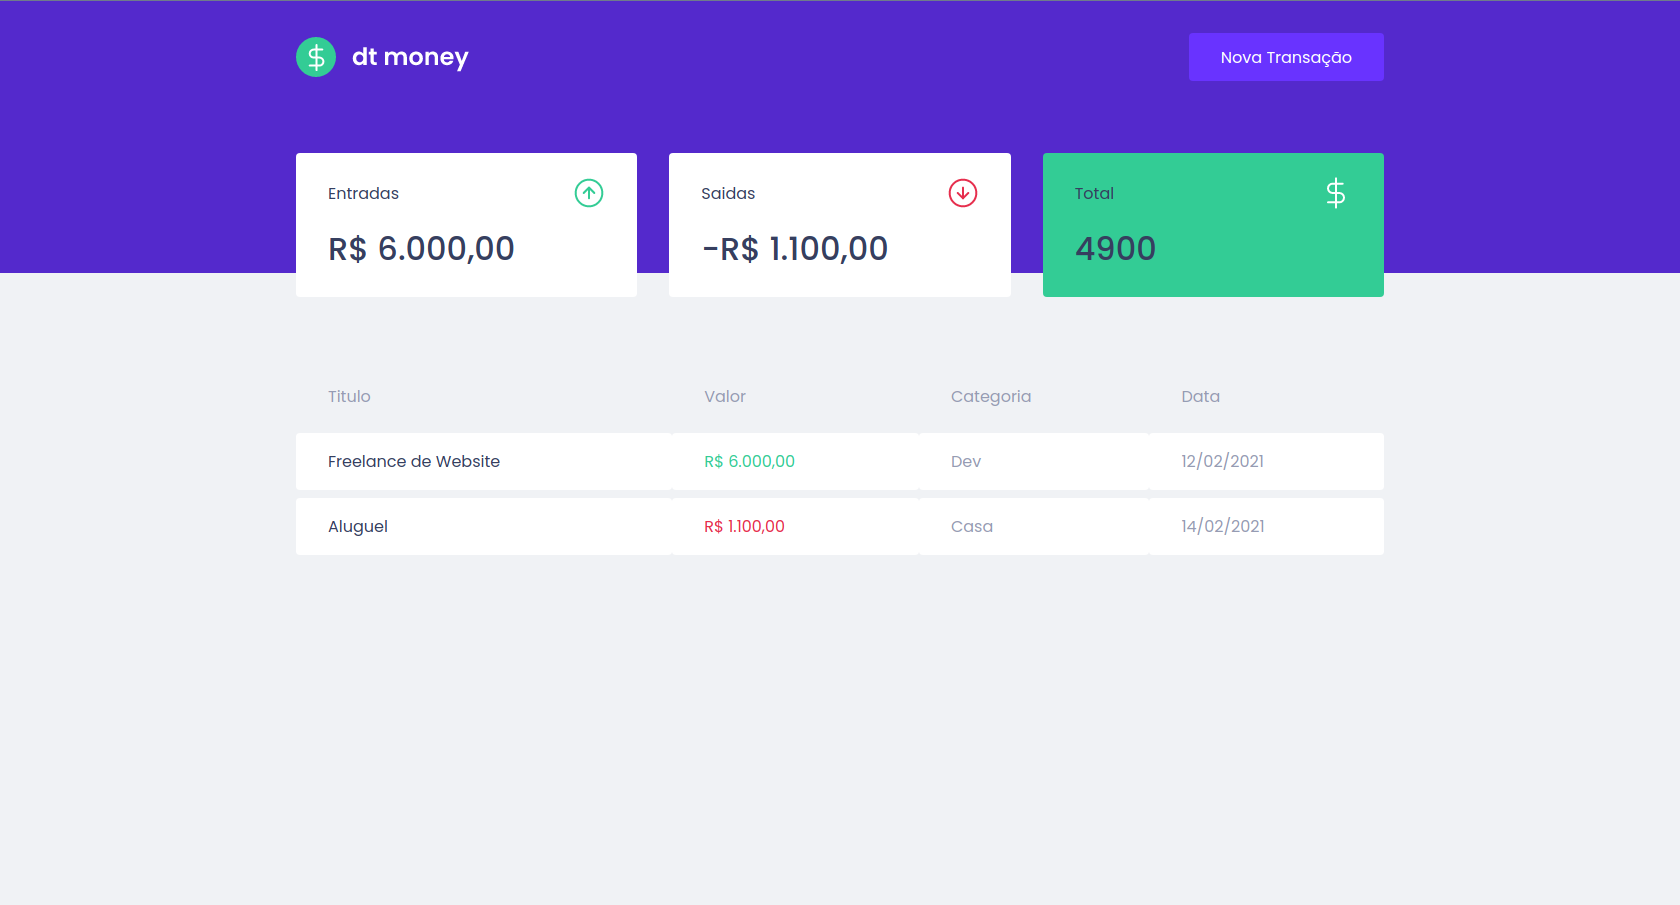 dt money
Nova Transação
Entradas
R$ 6.000,00
Saidas
-R$ 1.100,00
Total
4900
Titulo Valor Categoria Data
Freelance de Website R$ 6.000,00 Dev 12/02/2021
Aluguel R$ 1.100,00 Casa 14/02/2021